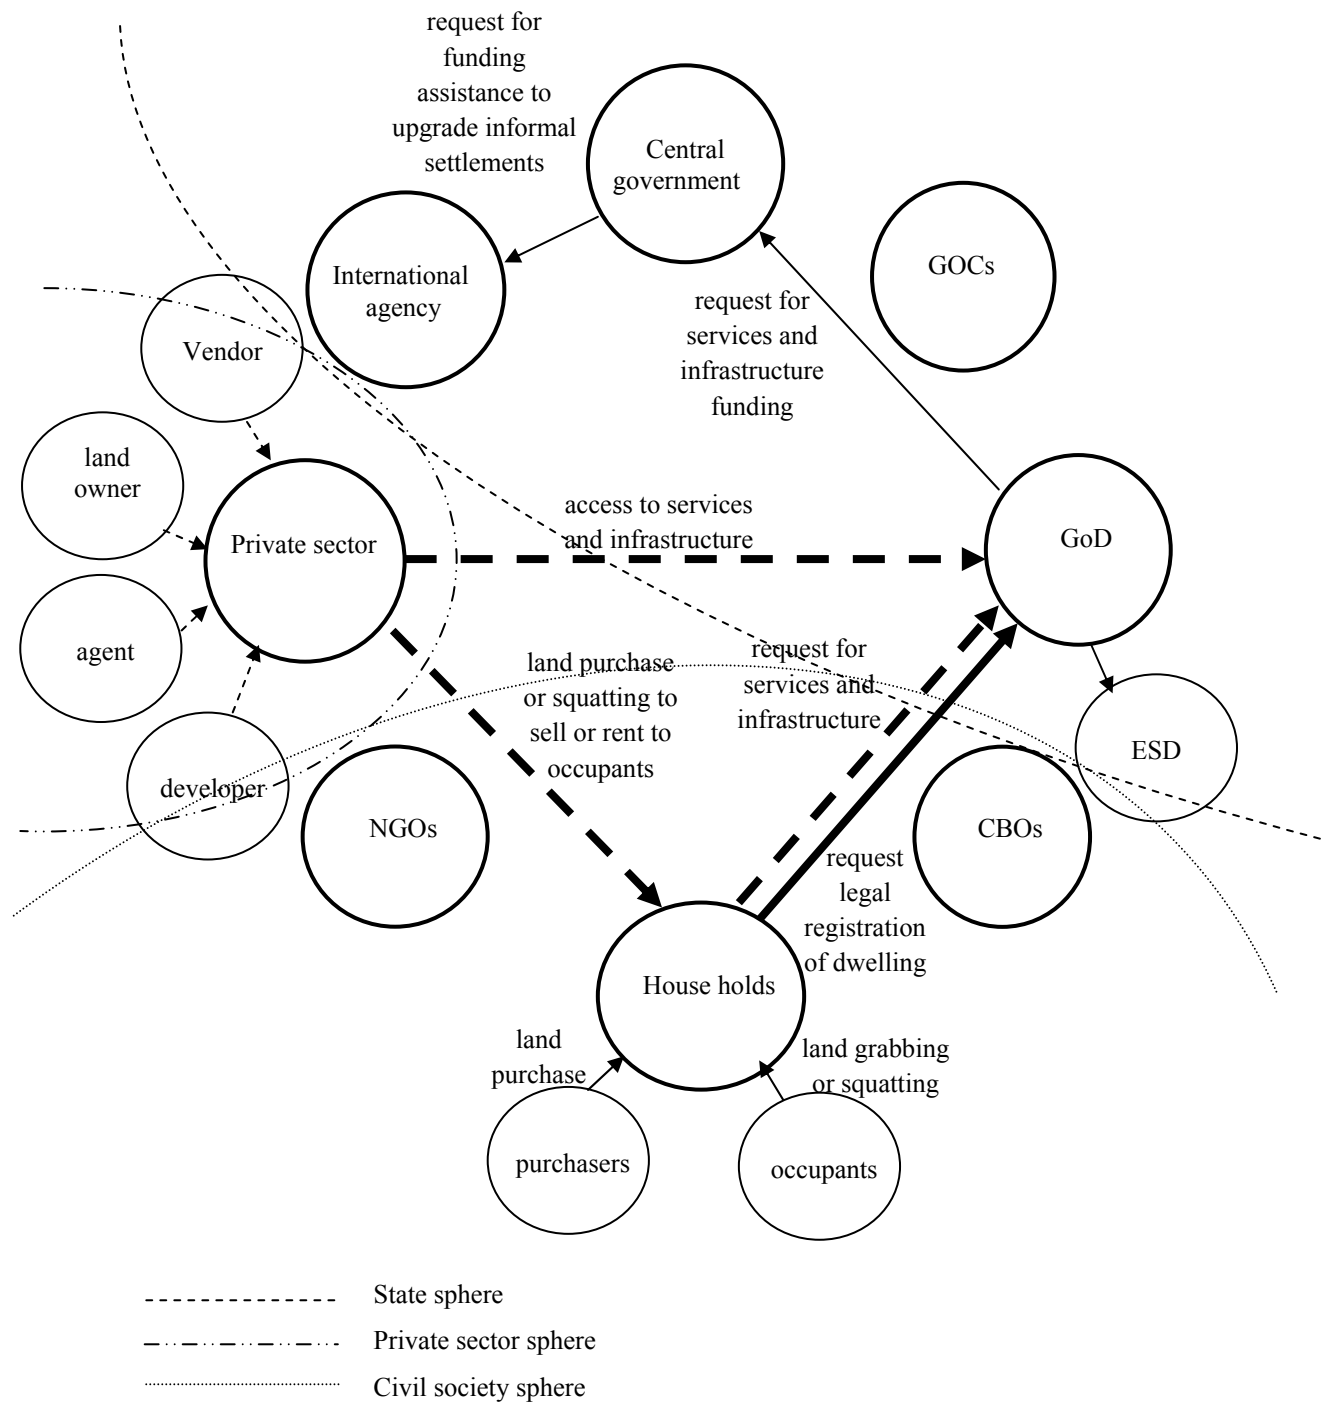 request for
funding
assistance to
upgrade informal
settlements
Central
government
GOCs
International
agency
request for
services and
infrastructure
funding
Vendor
land
owner
Private sector
access to services
and infrastructure
GoD
agent
land purchase
or squatting to
sell or rent to
occupants
request for
services and
infrastructure
ESD
developer
NGOs
CBOs
request
legal
registration
of dwelling
House holds
land
purchase
land grabbing
or squatting
purchasers
occupants
State sphere
Private sector sphere
Civil society sphere